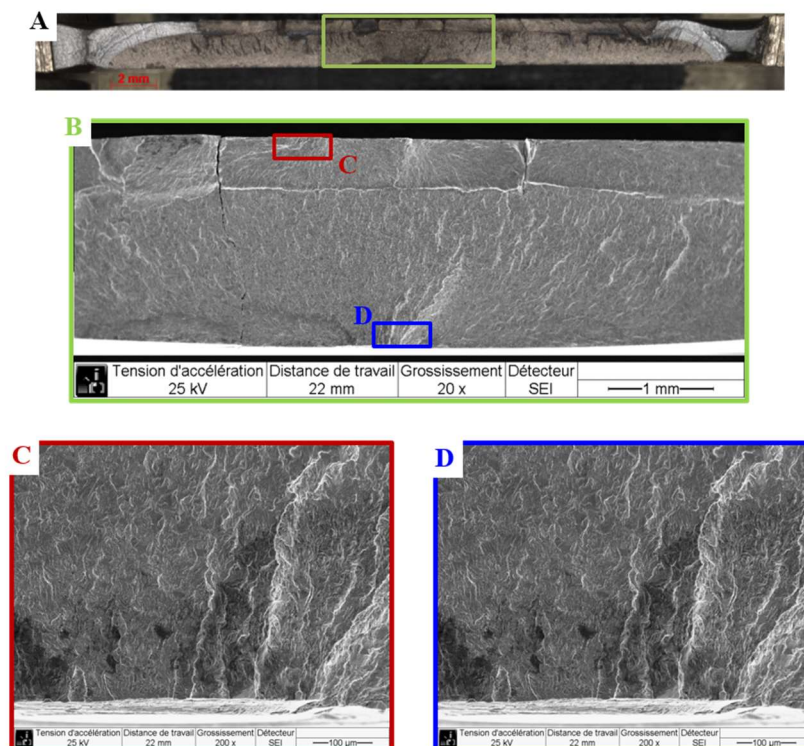 A
2 mm
B
C
D
Tension d'accélération Distance de travail Grossissement Détecteur
25 kV 22 mm 20 x SEI 1 mm
C
D
Tension d'accélération Distance de travail Grossissement Détecteur
25 kV 22 mm 200 x SEI 100 µm
Tension d'accélération Distance de travail Grossissement Détecteur
25 kV 22 mm 200 x SEI 100 µm